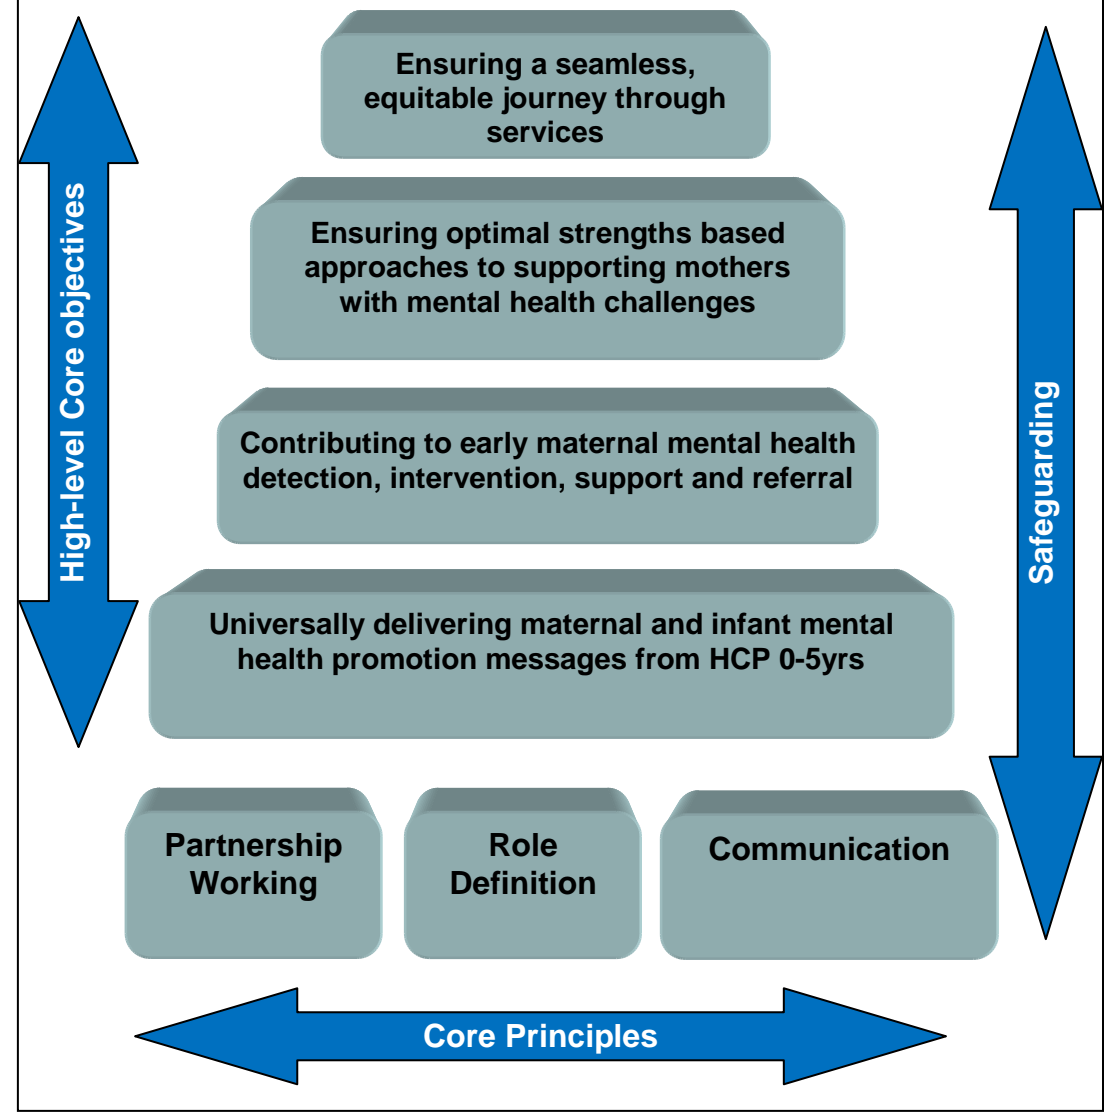 Ensuring a seamless,
equitable journey through
services
Ensuring optimal strengths based
approaches to supporting mothers
with mental health challenges
High-level Core objectives
Contributing to early maternal mental health
detection, intervention, support and referral
Safeguarding
Universally delivering maternal and infant mental
health promotion messages from HCP 0-5yrs
Partnership
Working
Role
Definition
Communication
Core Principles